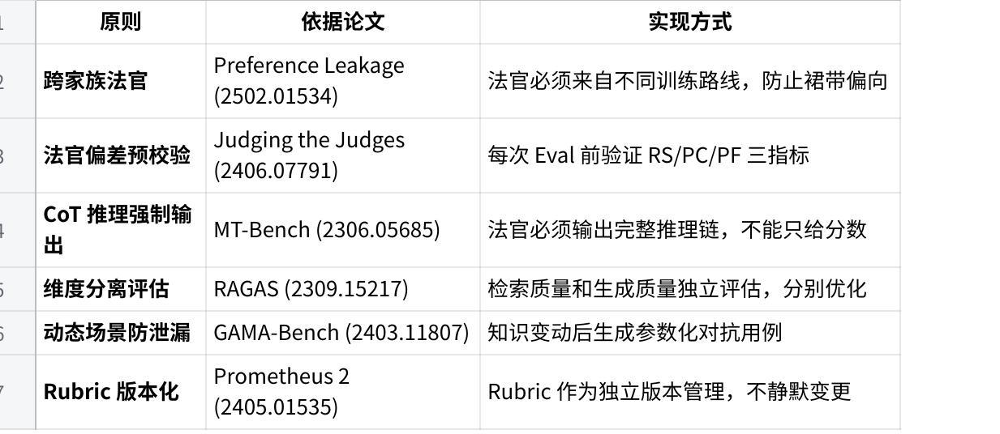 原则 依据论文 实现方式
跨家族法官 Preference Leakage (2502.01534) 法官必须来自不同训练路线，防止裙带偏向
法官偏差预校验 Judging the Judges (2406.07791) 每次 Eval 前验证 RS/PC/PF 三指标
CoT 推理强制输出 MT-Bench (2306.05685) 法官必须输出完整推理链，不能只给分数
维度分离评估 RAGAS (2309.15217) 检索质量和生成质量独立评估，分别优化
动态场景防泄漏 GAMA-Bench (2403.11807) 知识变动后生成参数化对抗用例
Rubric 版本化 Prometheus 2 (2405.01535) Rubric 作为独立版本管理，不静默变更